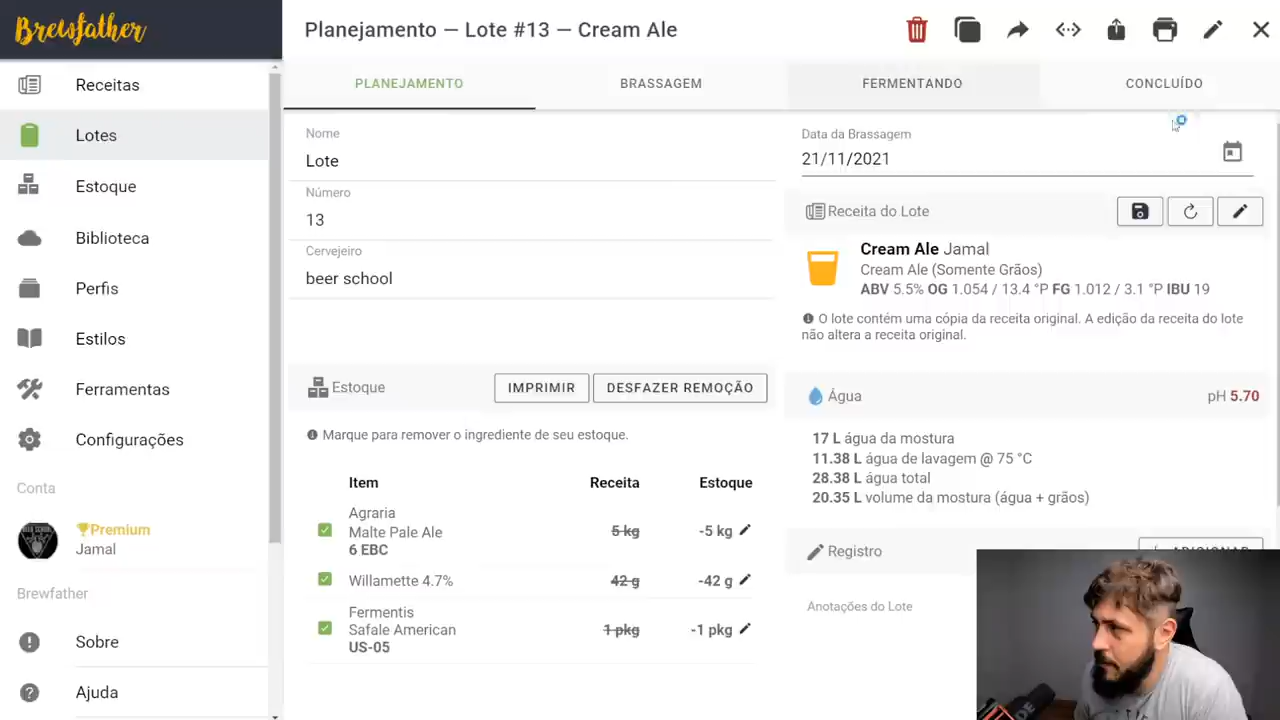 Brewfather
Planejamento — Lote #13 — Cream Ale
Receitas
Lotes
Estoque
Biblioteca
Perfis
Estilos
Ferramentas
Configurações
Conta
Premium
Jamal
Brewfather
Sobre
Ajuda
PLANEJAMENTO
BRASSAGEM
FERMENTANDO
CONCLUÍDO
Nome
Lote
Número
13
Cervejeiro
beer school
Estoque
IMPRIMIR
DESFAZER REMOÇÃO
Marque para remover o ingrediente de seu estoque.
Item Receita Estoque
Agraria
Malte Pale Ale 5 kg -5 kg
6 EBC
Willamette 4.7% 42 g -42 g
Fermentis
Safale American 1 pkg -1 pkg
US-05
Data da Brassagem
21/11/2021
Receita do Lote
Cream Ale Jamal
Cream Ale (Somente Grãos)
ABV 5.5% OG 1.054 / 13.4 °P FG 1.012 / 3.1 °P IBU 19
O lote contém uma cópia da receita original. A edição da receita do lote
não altera a receita original.
Água pH 5.70
17 L água da mostura
11.38 L água de lavagem @ 75 °C
28.38 L água total
20.35 L volume da mostura (água + grãos)
Registro
ADICIONAR
Anotações do Lote